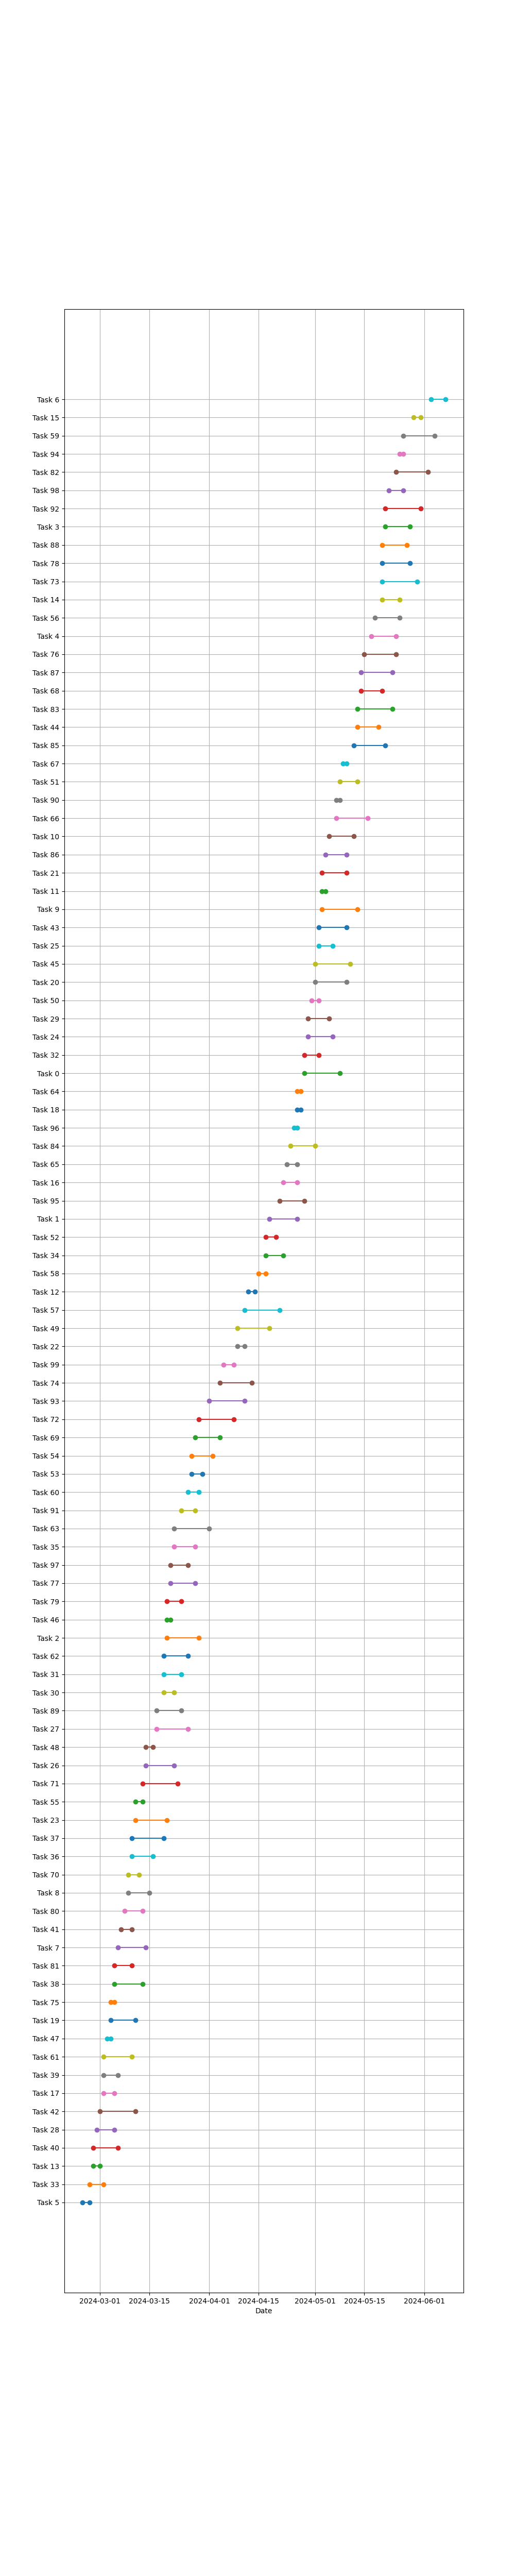 Task 6
Task 15
Task 59
Task 94
Task 82
Task 98
Task 92
Task 3
Task 88
Task 78
Task 73
Task 14
Task 56
Task 4
Task 76
Task 87
Task 68
Task 83
Task 44
Task 85
Task 67
Task 51
Task 90
Task 66
Task 10
Task 86
Task 21
Task 11
Task 9
Task 43
Task 25
Task 45
Task 20
Task 50
Task 29
Task 24
Task 32
Task 0
Task 64
Task 18
Task 96
Task 84
Task 65
Task 16
Task 95
Task 1
Task 52
Task 34
Task 58
Task 12
Task 57
Task 49
Task 22
Task 99
Task 74
Task 93
Task 72
Task 69
Task 54
Task 53
Task 60
Task 91
Task 63
Task 35
Task 97
Task 77
Task 79
Task 46
Task 2
Task 62
Task 31
Task 30
Task 89
Task 27
Task 48
Task 26
Task 71
Task 55
Task 23
Task 37
Task 36
Task 70
Task 8
Task 80
Task 41
Task 7
Task 81
Task 38
Task 75
Task 19
Task 47
Task 61
Task 39
Task 17
Task 42
Task 28
Task 40
Task 13
Task 33
Task 5
2024-03-01 2024-03-15 2024-04-01 2024-04-15 2024-05-01 2024-05-15 2024-06-01
Date